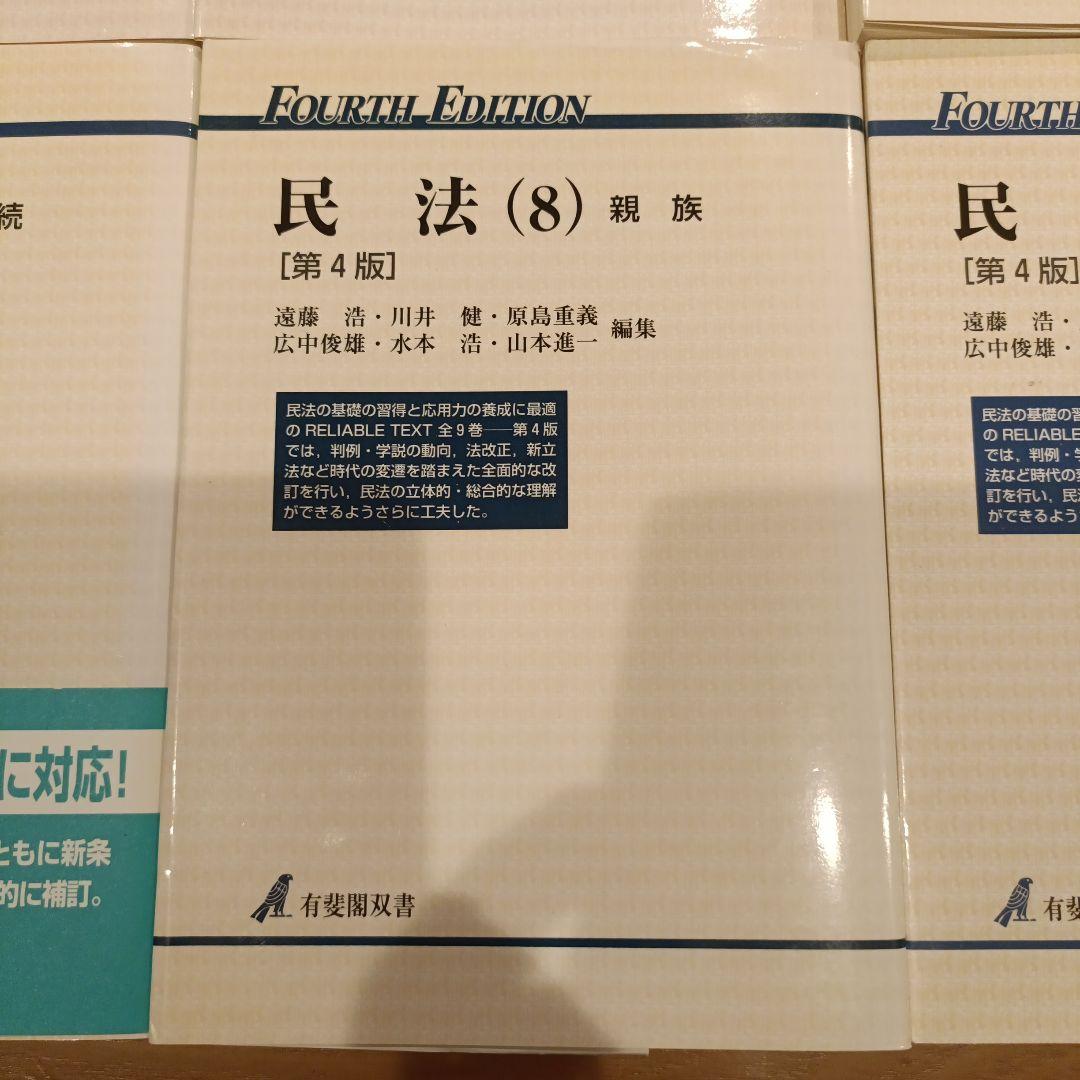 続
に対応!
ともに新条
的に補訂。
FOURTH EDITION
民 法 (8) 親 族
[第4版]
遠藤 浩・川井 健・原島重義
広中俊雄・水本 浩・山本進一 編集
民法の基礎の習得と応用力の養成に最適
の RELIABLE TEXT 全9巻──第4版
では，判例・学説の動向，法改正，新立
法など時代の変遷を踏まえた全面的な改
訂を行い，民法の立体的・総合的な理解
ができるようさらに工夫した。
有斐閣双書
FOURTH
民
[第4版]
遠藤 浩・
広中俊雄・
民法の基礎の習
の RELIABLE
では，判例・学
法など時代の変
訂を行い，民法
ができるよう
有斐